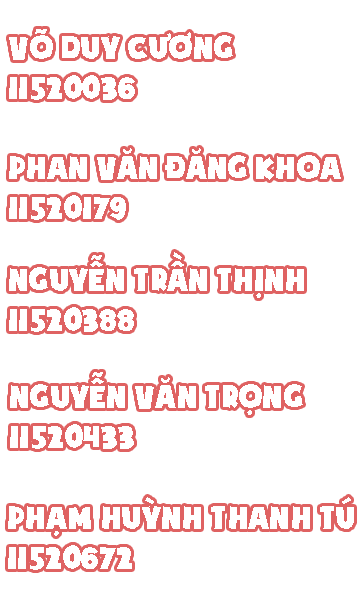 VÕ DUY CƯƠNG
11520036
PHAN VĂN ĐĂNG KHOA
11520179
NGUYỄN TRẦN THỊNH
11520388
NGUYỄN VĂN TRỌNG
11520433
PHẠM HUỲNH THANH TÚ
11520672